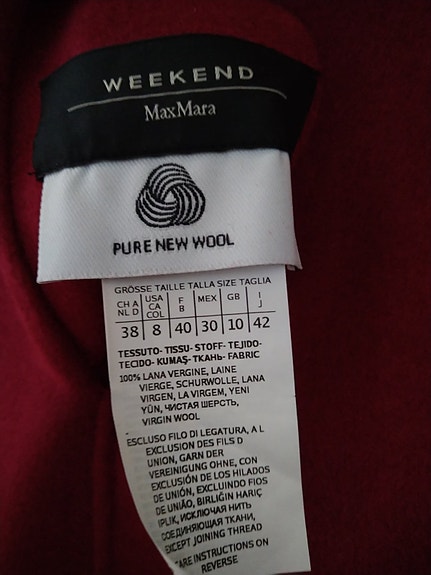 WEEKEND
MaxMara
PURE NEW WOOL
GRÖSSE TAILLE TALLA SIZE TAGLIA
CH A NL D USA CA COL F B MEX GB I J
38 8 40 30 10 42
TESSUTO- TISSU- STOFF- TEJIDO-
TECIDO- KUMAŞ- ТКАНЬ- FABRIC
100% LANA VERGINE, LAINE
VIERGE, SCHURWOLLE, LANA
VIRGEN, LA VIRGEM, YENI
YÜN, ЧИСТАЯ ШЕРСТЬ,
VIRGIN WOOL
ESCLUSO FILO DI LEGATURA, A L
EXCLUSION DES FILS D
UNION, GARN DER
VEREINIGUNG OHNE, CON
EXCLUSIÓN DE LOS HILADOS
DE UNIÓN, EXCLUINDO FIOS
DE UNIÃO, BIRLIĞIN HARIÇ
IPLIK, ИСКЛЮЧАЯ НИТЬ
СОЕДИНЯЮЩАЯ ТКАНИ,
EXCEPT JOINING THREAD
CARE INSTRUCTIONS ON
REVERSE